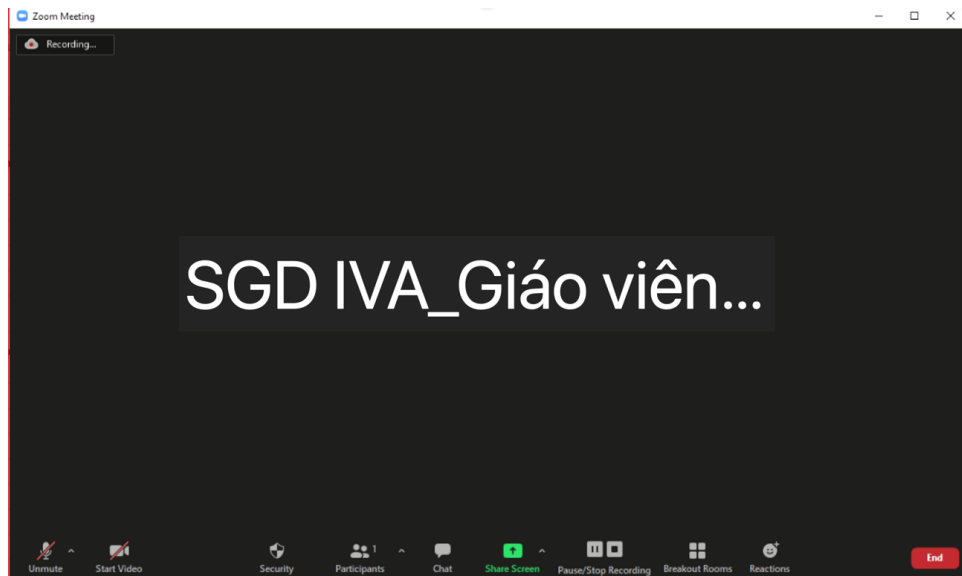 Zoom Meeting
Recording...
SGD IVA_Giáo viên...
1
Unmute Start Video Security Participants Chat Share Screen Pause/Stop Recording Breakout Rooms Reactions End